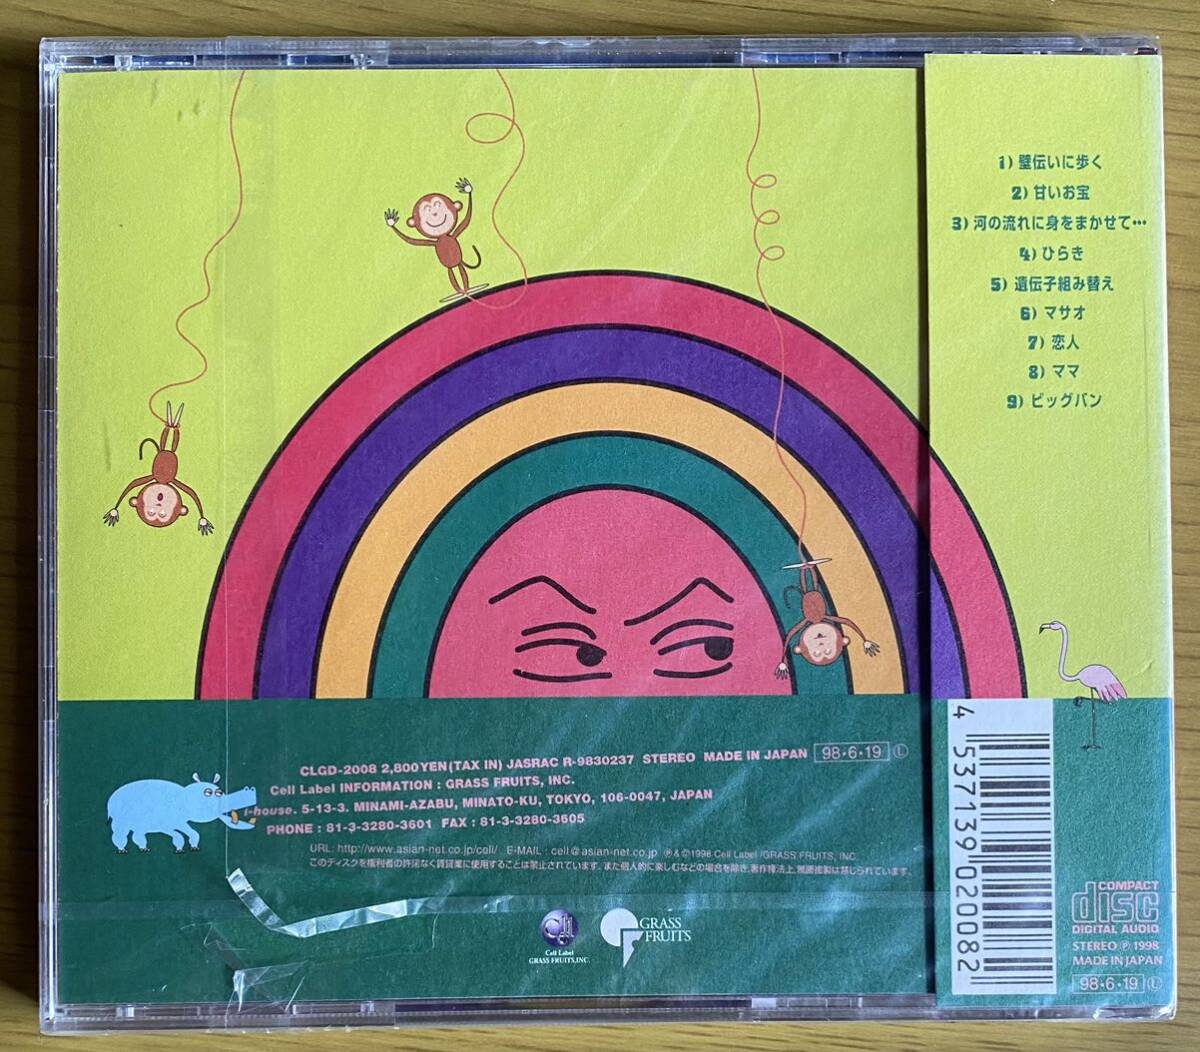 1) 壁伝いに歩く
2) 甘いお宝
3) 河の流れに身をまかせて…
4) ひらき
5) 遺伝子組み替え
6) マサオ
7) 恋人
8) ママ
9) ビッグバン
CLGD-2008 2,800YEN(TAX IN) JASRAC R-9830237 STEREO MADE IN JAPAN 98·6·19 Ⓛ
Cell Label INFORMATION : GRASS FRUITS, INC.
i-house. 5-13-3. MINAMI-AZABU, MINATO-KU, TOKYO, 106-0047, JAPAN
PHONE : 81-3-3280-3601 FAX : 81-3-3280-3605
URL: http://www.asian-net.co.jp/cell/ E-MAIL : cell@asian-net.co.jp ℗&©1998 Cell Label /GRASS FRUITS, INC.
このディスクを権利者の許諾なく賃貸業に使用することは禁止されています。また個人的に楽しむなどの場合を除き、著作権法上、無断複製は禁じられています。
Cell
Cell Label
GRASS FRUITS,INC.
GRASS
FRUITS
4 537139 020082
COMPACT
disc
DIGITAL AUDIO
STEREO ℗ 1998
MADE IN JAPAN
98·6·19 Ⓛ